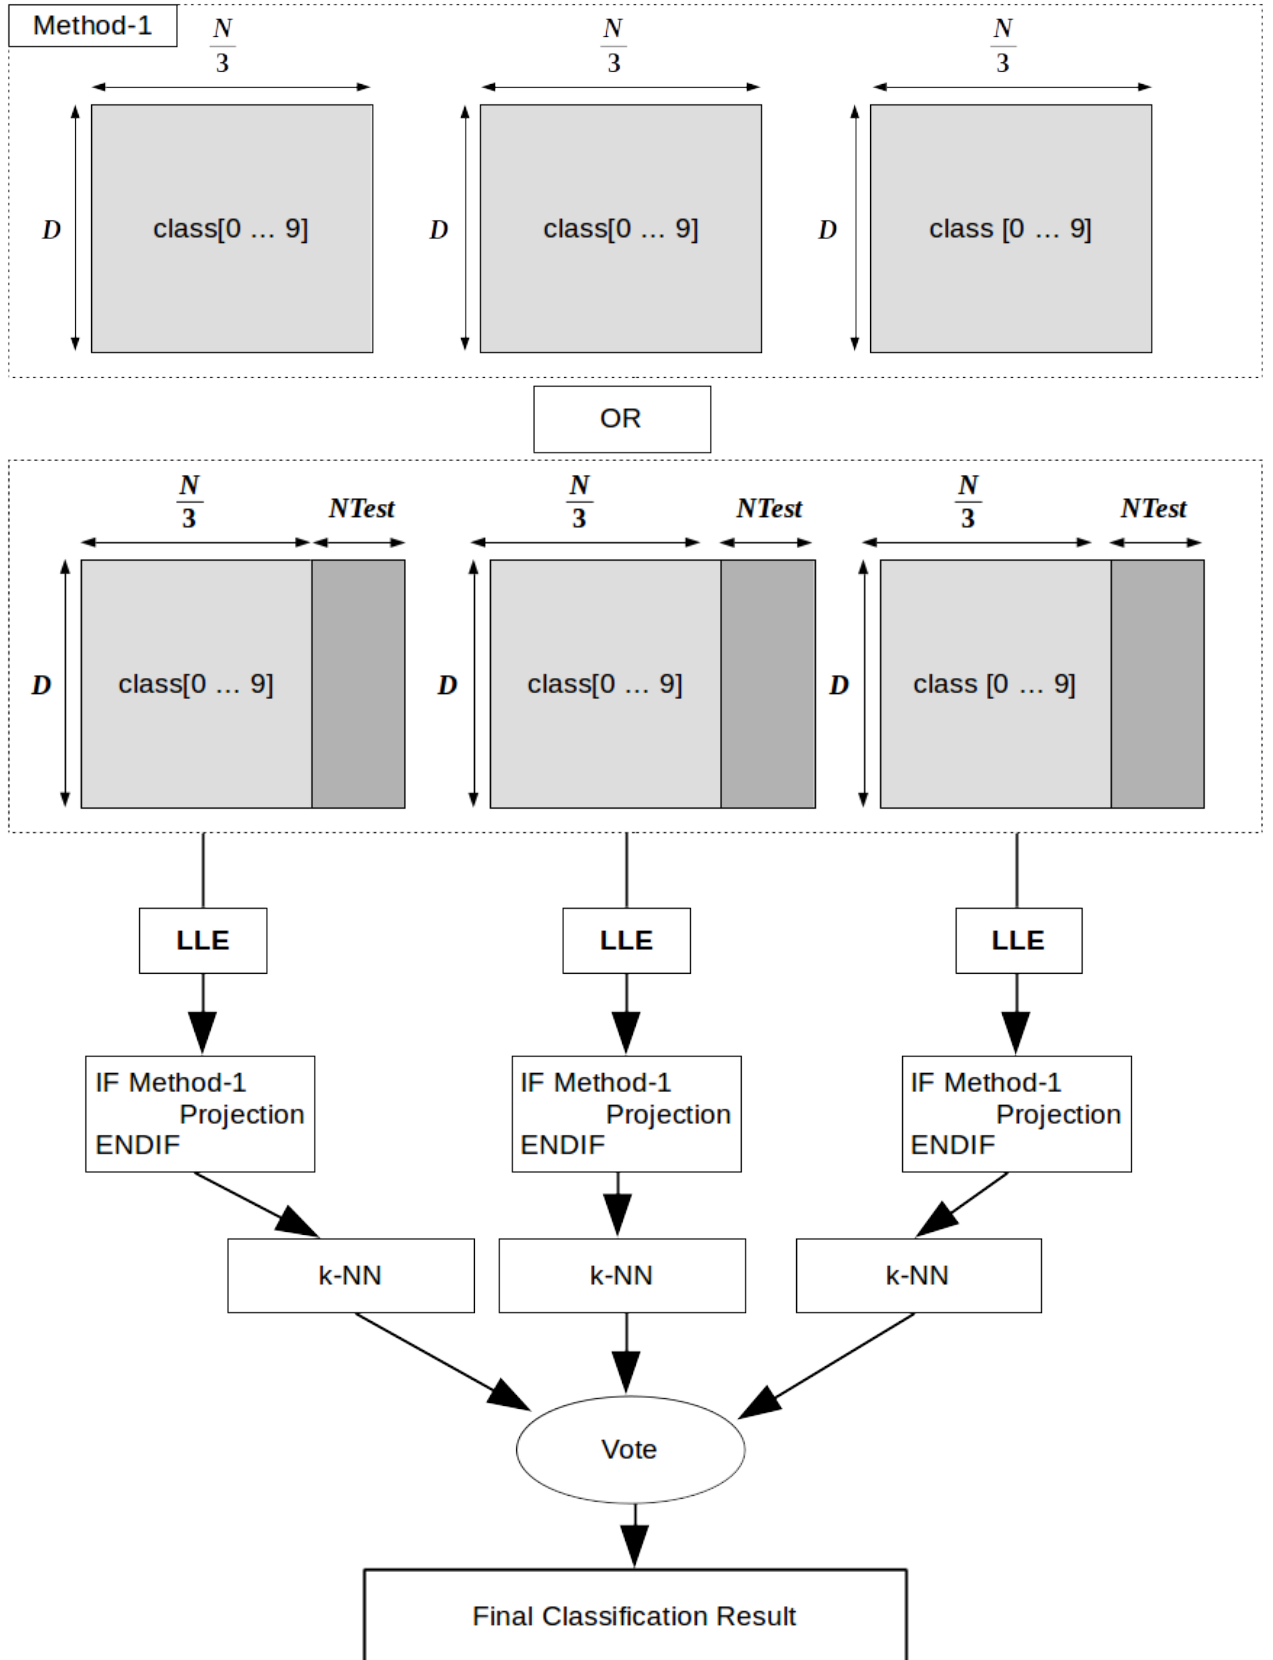 Method-1
N N N
3 3 3
D class[0 ... 9] D class[0 ... 9] D class [0 ... 9]
OR
N NTest N NTest N NTest
3 3 3
D class[0 ... 9] D class[0 ... 9] D class [0 ... 9]
LLE LLE LLE
IF Method-1 IF Method-1 IF Method-1
Projection Projection Projection
ENDIF ENDIF ENDIF
k-NN k-NN k-NN
Vote
Final Classification Result